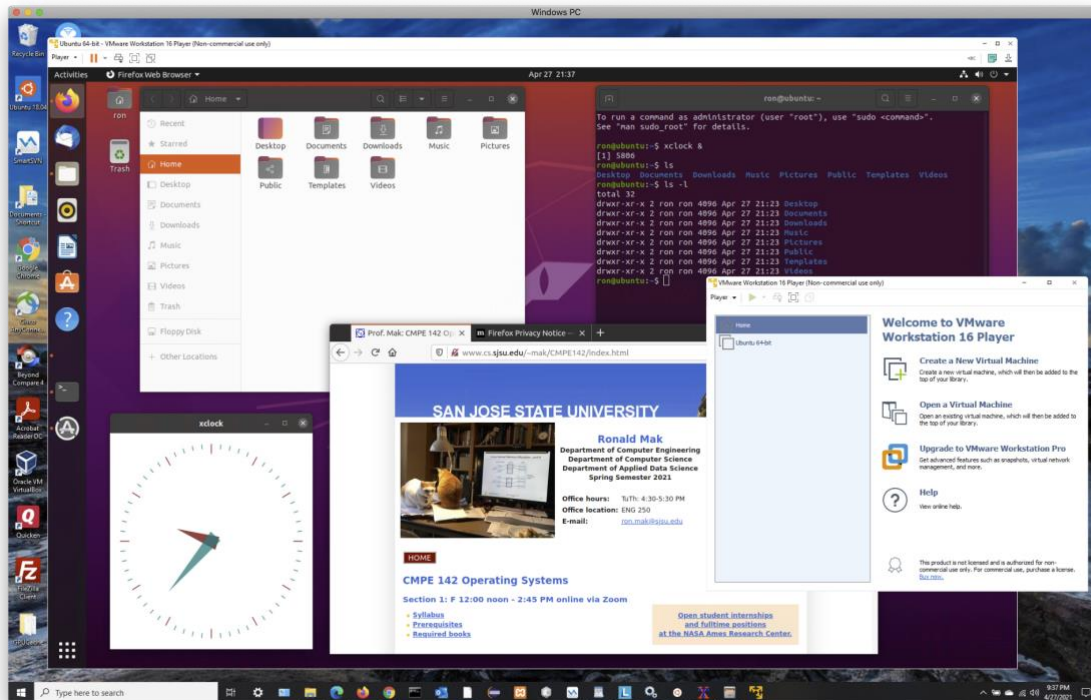 Windows PC
Recycle Bin
Ubuntu 64-bit - VMware Workstation 16 Player (Non-commercial use only)
Player
Activities
Firefox Web Browser
Apr 27 21:37
Ubuntu 18.04
SmartSVN
Documents - Shortcut
Google Chrome
Cisco
Beyond Compare 4
Acrobat Reader DC
Oracle VM VirtualBox
Quicken
FileZilla Client
ron
Trash
Home
Recent
Starred
Home
Desktop
Documents
Downloads
Music
Pictures
Videos
Trash
Floppy Disk
+ Other Locations
Desktop Documents Downloads Music Pictures
Public Templates Videos
ron@ubuntu: ~
To run a command as administrator (user "root"), use "sudo <command>".
See "man sudo_root" for details.
ron@ubuntu:~$ xclock &
[1] 5806
ron@ubuntu:~$ ls
Desktop Documents Downloads Music Pictures Public Templates Videos
ron@ubuntu:~$ ls -l
total 32
drwxr-xr-x 2 ron ron 4096 Apr 27 21:23 Desktop
drwxr-xr-x 2 ron ron 4096 Apr 27 21:23 Documents
drwxr-xr-x 2 ron ron 4096 Apr 27 21:23 Downloads
drwxr-xr-x 2 ron ron 4096 Apr 27 21:23 Music
drwxr-xr-x 2 ron ron 4096 Apr 27 21:23 Pictures
drwxr-xr-x 2 ron ron 4096 Apr 27 21:23 Public
drwxr-xr-x 2 ron ron 4096 Apr 27 21:23 Templates
drwxr-xr-x 2 ron ron 4096 Apr 27 21:23 Videos
ron@ubuntu:~$
xclock
Prof. Mak: CMPE 142 Op
Firefox Privacy Notice
www.cs.sjsu.edu/~mak/CMPE142/index.html
SAN JOSE STATE UNIVERSITY
Ronald Mak
Department of Computer Engineering
Department of Computer Science
Department of Applied Data Science
Spring Semester 2021
Office hours: TuTh: 4:30-5:30 PM
Office location: ENG 250
E-mail: ron.mak@sjsu.edu
HOME
CMPE 142 Operating Systems
Section 1: F 12:00 noon - 2:45 PM online via Zoom
Syllabus
Prerequisites
Required books
Open student internships
and fulltime positions
at the NASA Ames Research Center.
VMware Workstation 16 Player (Non-commercial use only)
Player
Home
Ubuntu 64-bit
Welcome to VMware
Workstation 16 Player
Create a New Virtual Machine
Create a new virtual machine, which will then be added to the
top of your library.
Open a Virtual Machine
Open an existing virtual machine, which will then be added to
the top of your library.
Upgrade to VMware Workstation Pro
Get advanced features such as snapshots, virtual network
management, and more.
Help
View online help.
This product is not licensed and is authorized for non-
commercial use only. For commercial use, purchase a license.
Buy now.
Type here to search
9:37 PM
4/27/2021